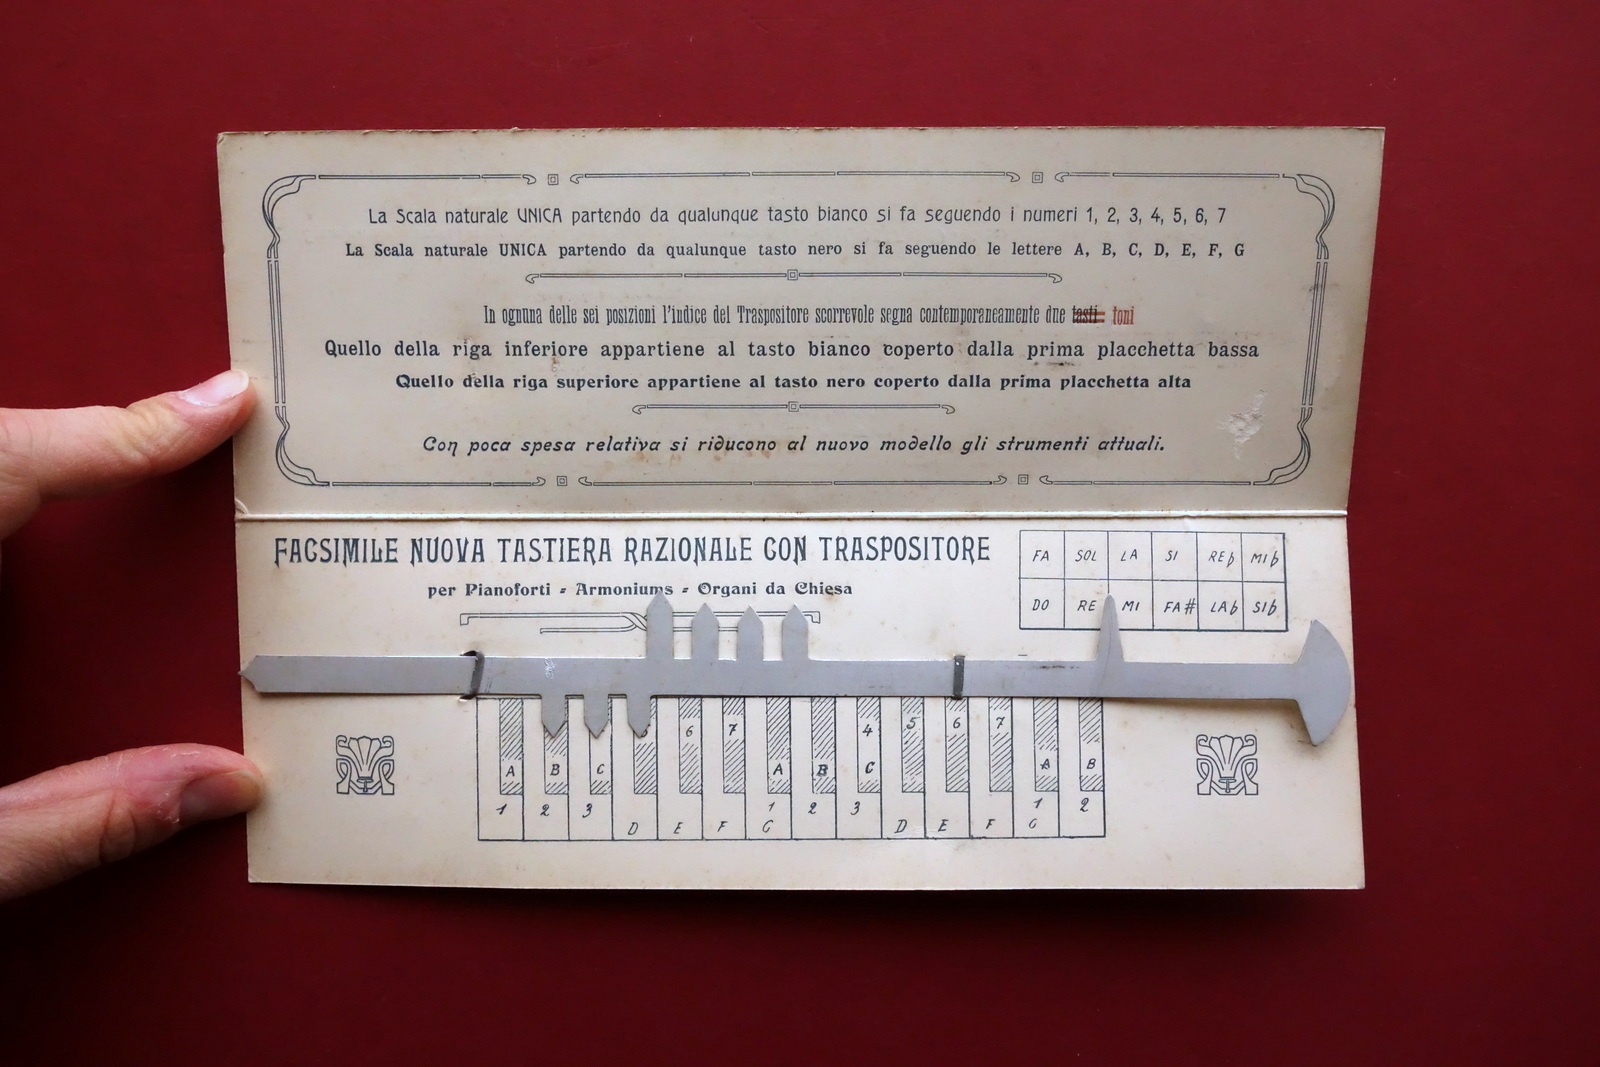 La Scala naturale UNICA partendo da qualunque tasto bianco si fa seguendo i numeri 1, 2, 3, 4, 5, 6, 7
La Scala naturale UNICA partendo da qualunque tasto nero si fa seguendo le lettere A, B, C, D, E, F, G
In ognuna delle sei posizioni l'indice del Traspositore scorrevole segna contemporaneamente due tasti toni
Quello della riga inferiore appartiene al tasto bianco coperto dalla prima placchetta bassa
Quello della riga superiore appartiene al tasto nero coperto dalla prima placchetta alta
Con poca spesa relativa si riducono al nuovo modello gli strumenti attuali.
FACSIMILE NUOVA TASTIERA RAZIONALE CON TRASPOSITORE
per Pianoforti - Armoniums - Organi da Chiesa
FA SOL LA SI REb MIb
DO RE MI FA# LAb SIb
6 7 4 5 6 7
A B C A B C A B
1 2 3 1 2 3 1 2
D E F G D E F G